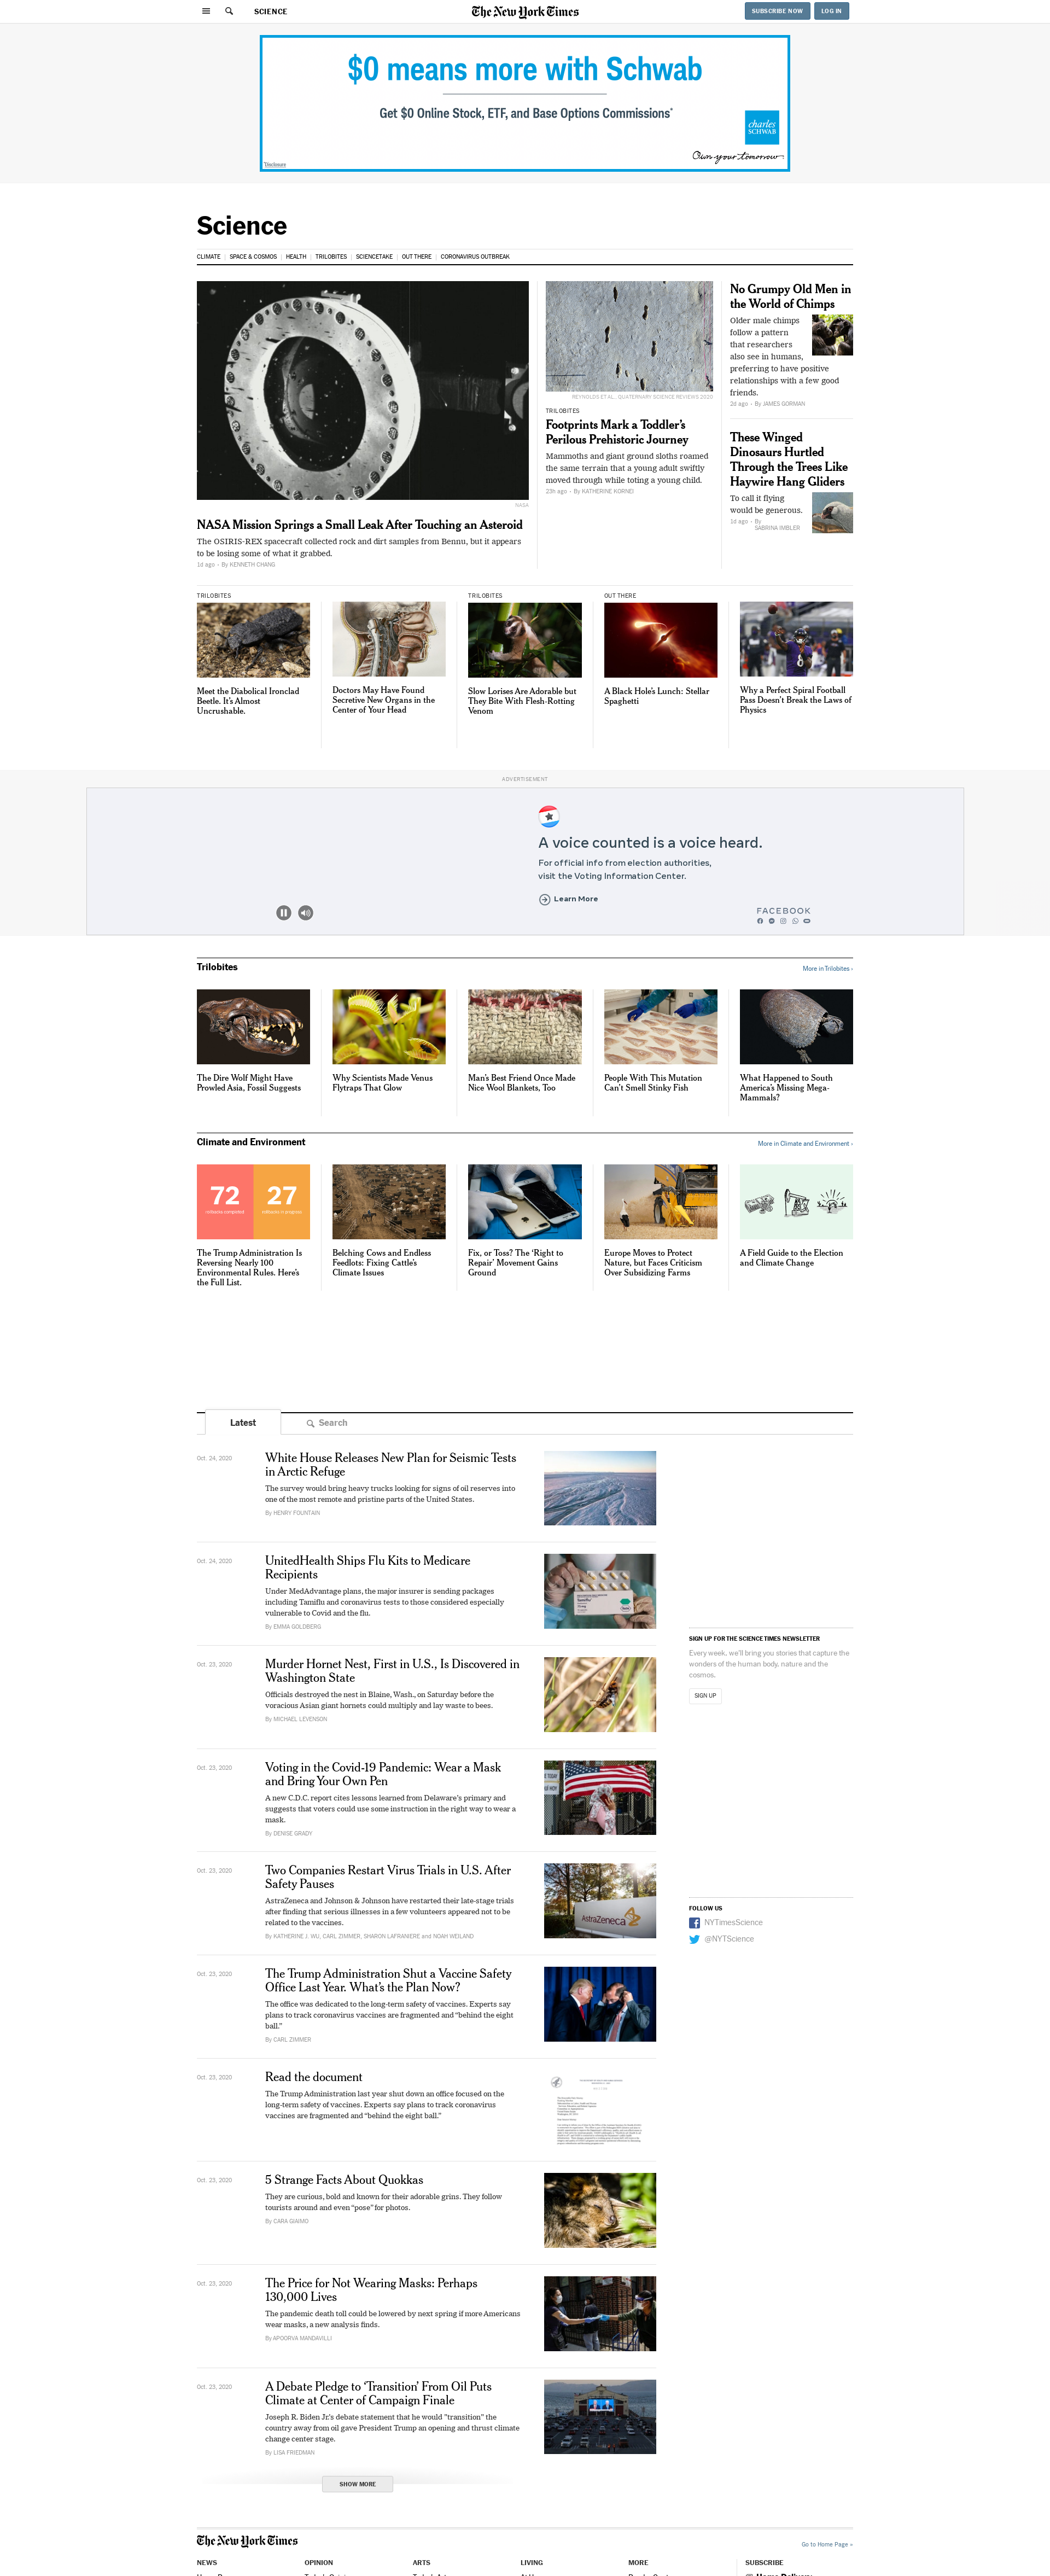 SCIENCE
The New York Times
SUBSCRIBE NOW
LOG IN
$0 means more with Schwab
Get $0 Online Stock, ETF, and Base Options Commissions*
charles
SCHWAB
Own your tomorrow.
Disclosure
Science
CLIMATE | SPACE & COSMOS | HEALTH | TRILOBITES | SCIENCETAKE | OUT THERE | CORONAVIRUS OUTBREAK
NASA
NASA Mission Springs a Small Leak After Touching an Asteroid
The OSIRIS-REX spacecraft collected rock and dirt samples from Bennu, but it appears
to be losing some of what it grabbed.
1d ago • By KENNETH CHANG
REYNOLDS ET AL., QUATERNARY SCIENCE REVIEWS 2020
TRILOBITES
Footprints Mark a Toddler's
Perilous Prehistoric Journey
Mammoths and giant ground sloths roamed
the same terrain that a young adult swiftly
moved through while toting a young child.
23h ago • By KATHERINE KORNEI
No Grumpy Old Men in
the World of Chimps
Older male chimps
follow a pattern
that researchers
also see in humans,
preferring to have positive
relationships with a few good
friends.
2d ago • By JAMES GORMAN
These Winged
Dinosaurs Hurtled
Through the Trees Like
Haywire Hang Gliders
To call it flying
would be generous.
1d ago • By
SABRINA IMBLER
TRILOBITES
Meet the Diabolical Ironclad
Beetle. It's Almost
Uncrushable.
Doctors May Have Found
Secretive New Organs in the
Center of Your Head
TRILOBITES
Slow Lorises Are Adorable but
They Bite With Flesh-Rotting
Venom
OUT THERE
A Black Hole's Lunch: Stellar
Spaghetti
Why a Perfect Spiral Football
Pass Doesn't Break the Laws of
Physics
ADVERTISEMENT
A voice counted is a voice heard.
For official info from election authorities,
visit the Voting Information Center.
Learn More
FACEBOOK
Trilobites
More in Trilobites »
The Dire Wolf Might Have
Prowled Asia, Fossil Suggests
Why Scientists Made Venus
Flytraps That Glow
Man's Best Friend Once Made
Nice Wool Blankets, Too
People With This Mutation
Can't Smell Stinky Fish
What Happened to South
America's Missing Mega-
Mammals?
Climate and Environment
More in Climate and Environment »
72
27
rollbacks completed
rollbacks in progress
The Trump Administration Is
Reversing Nearly 100
Environmental Rules. Here's
the Full List.
Belching Cows and Endless
Feedlots: Fixing Cattle's
Climate Issues
Fix, or Toss? The 'Right to
Repair' Movement Gains
Ground
Europe Moves to Protect
Nature, but Faces Criticism
Over Subsidizing Farms
A Field Guide to the Election
and Climate Change
Latest
Search
Oct. 24, 2020
White House Releases New Plan for Seismic Tests
in Arctic Refuge
The survey would bring heavy trucks looking for signs of oil reserves into
one of the most remote and pristine parts of the United States.
By HENRY FOUNTAIN
Oct. 24, 2020
UnitedHealth Ships Flu Kits to Medicare
Recipients
Under MedAdvantage plans, the major insurer is sending packages
including Tamiflu and coronavirus tests to those considered especially
vulnerable to Covid and the flu.
By EMMA GOLDBERG
Oct. 23, 2020
Murder Hornet Nest, First in U.S., Is Discovered in
Washington State
Officials destroyed the nest in Blaine, Wash., on Saturday before the
voracious Asian giant hornets could multiply and lay waste to bees.
By MICHAEL LEVENSON
Oct. 23, 2020
Voting in the Covid-19 Pandemic: Wear a Mask
and Bring Your Own Pen
A new C.D.C. report cites lessons learned from Delaware's primary and
suggests that voters could use some instruction in the right way to wear a
mask.
By DENISE GRADY
Oct. 23, 2020
Two Companies Restart Virus Trials in U.S. After
Safety Pauses
AstraZeneca and Johnson & Johnson have restarted their late-stage trials
after finding that serious illnesses in a few volunteers appeared not to be
related to the vaccines.
By KATHERINE J. WU, CARL ZIMMER, SHARON LAFRANIERE and NOAH WEILAND
AstraZeneca
Oct. 23, 2020
The Trump Administration Shut a Vaccine Safety
Office Last Year. What's the Plan Now?
The office was dedicated to the long-term safety of vaccines. Experts say
plans to track coronavirus vaccines are fragmented and "behind the eight
ball."
By CARL ZIMMER
Oct. 23, 2020
Read the document
The Trump Administration last year shut down an office focused on the
long-term safety of vaccines. Experts say plans to track coronavirus
vaccines are fragmented and "behind the eight ball."
Oct. 23, 2020
5 Strange Facts About Quokkas
They are curious, bold and known for their adorable grins. They follow
tourists around and even "pose" for photos.
By CARA GIAIMO
Oct. 23, 2020
The Price for Not Wearing Masks: Perhaps
130,000 Lives
The pandemic death toll could be lowered by next spring if more Americans
wear masks, a new analysis finds.
By APOORVA MANDAVILLI
Oct. 23, 2020
A Debate Pledge to 'Transition' From Oil Puts
Climate at Center of Campaign Finale
Joseph R. Biden Jr.'s debate statement that he would "transition" the
country away from oil gave President Trump an opening and thrust climate
change center stage.
By LISA FRIEDMAN
SHOW MORE
SIGN UP FOR THE SCIENCE TIMES NEWSLETTER
Every week, we'll bring you stories that capture the
wonders of the human body, nature and the
cosmos.
SIGN UP
FOLLOW US
NYTimesScience
@NYTScience
The New York Times
Go to Home Page »
NEWS
OPINION
ARTS
LIVING
MORE
SUBSCRIBE